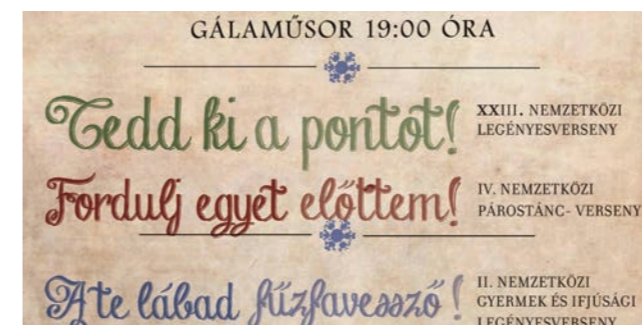 GÁLAMŰSOR 19:00 ÓRA
Tedd ki a pontot!
XXIII. NEMZETKÖZI
LEGÉNYESVERSENY
Fordulj egyet előttem!
IV. NEMZETKÖZI
PÁROSTÁNC- VERSENY
A te lábad fűzfavessző!
II. NEMZETKÖZI
GYERMEK ÉS IFJÚSÁGI
LEGÉNYESVERSENY